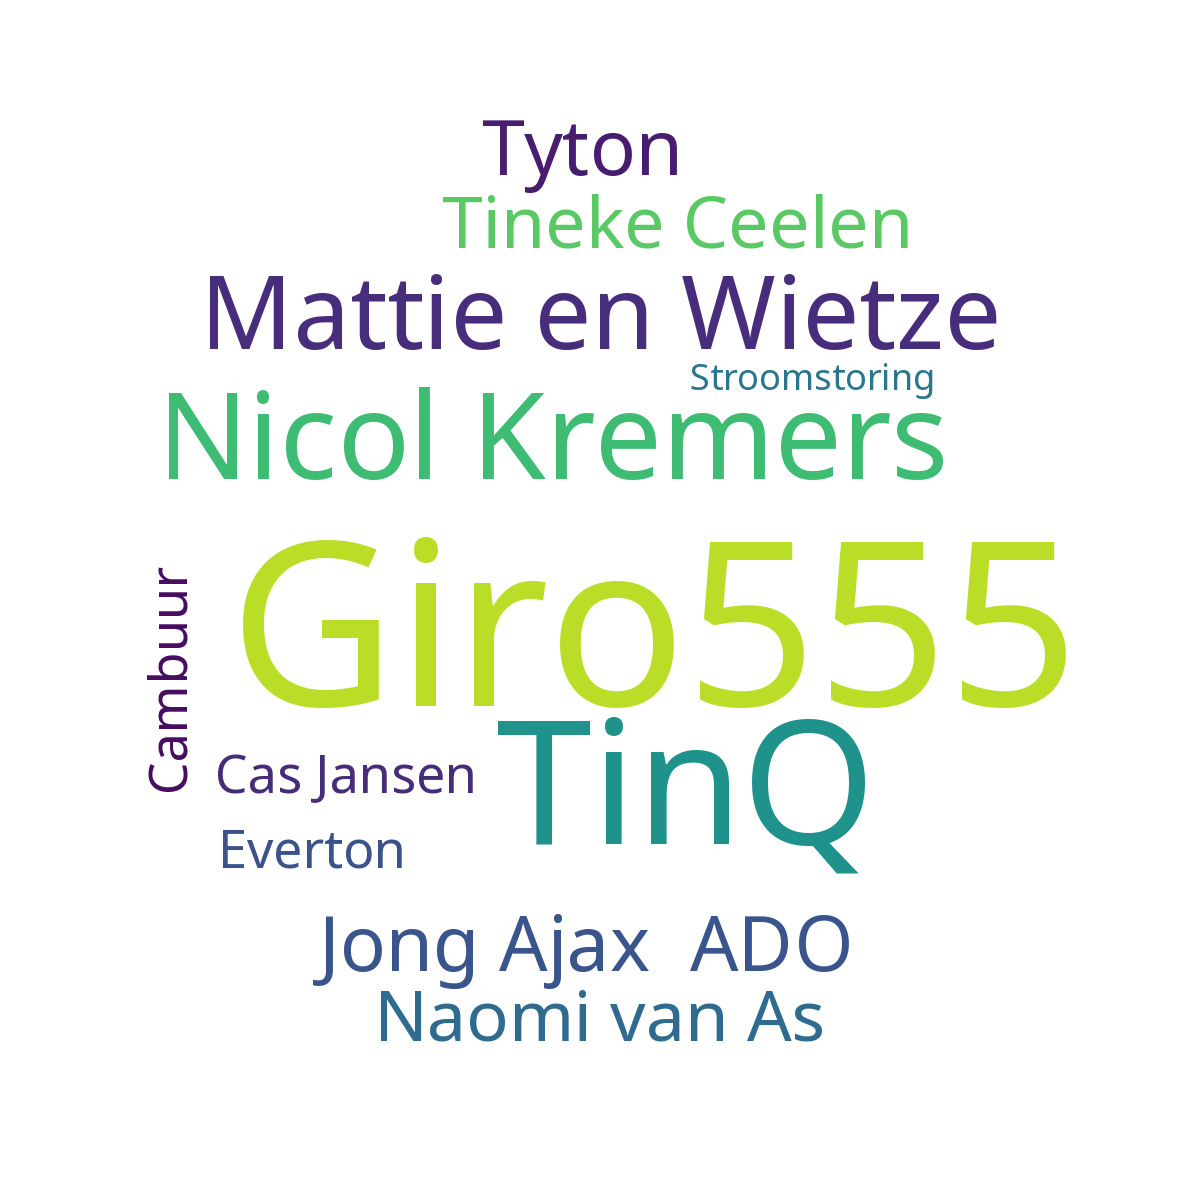 Tyton
Tineke Ceelen
Mattie en Wietze
Stroomstoring
Nicol Kremers
Giro555
Cambuur
TinQ
Cas Jansen
Everton
Jong Ajax
ADO
Naomi van As